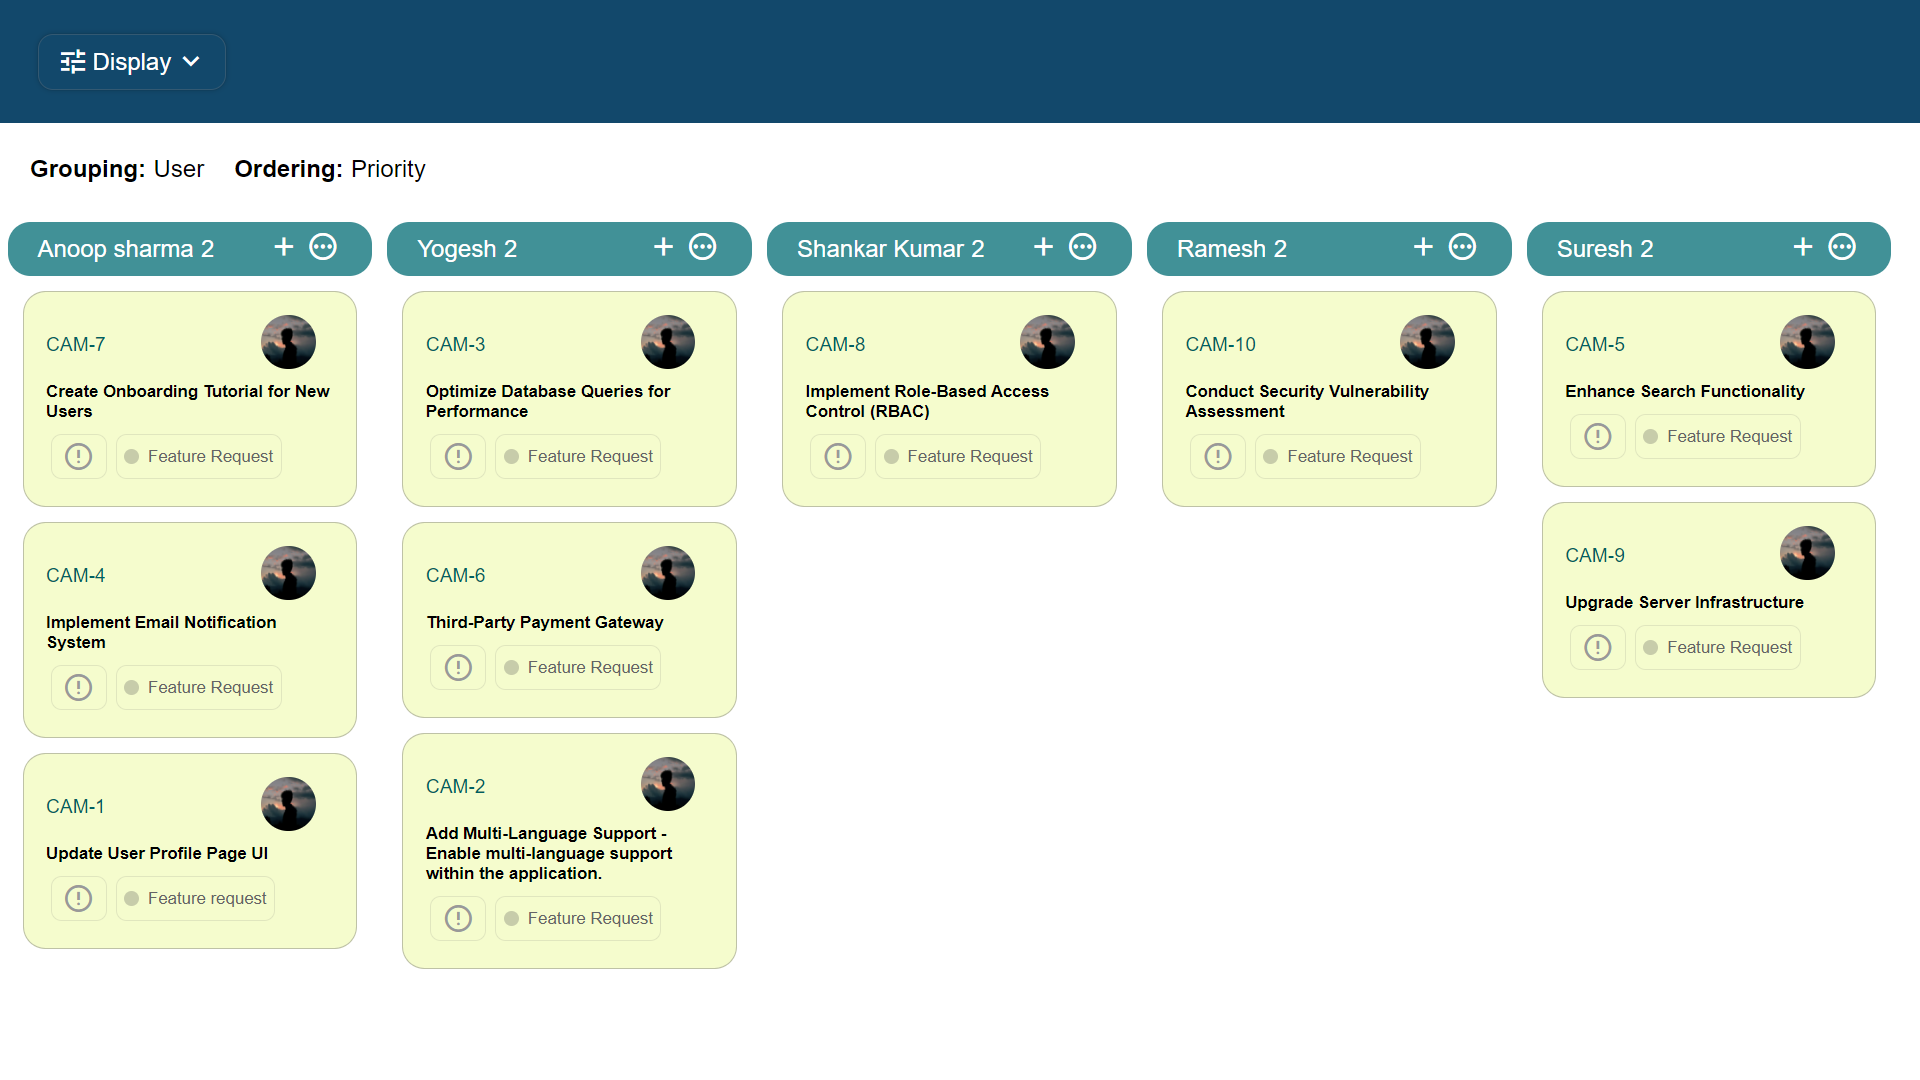 Display
Grouping: User Ordering: Priority
Anoop sharma 2
CAM-7
Create Onboarding Tutorial for New
Users
Feature Request
CAM-4
Implement Email Notification
System
Feature Request
CAM-1
Update User Profile Page UI
Feature request
Yogesh 2
CAM-3
Optimize Database Queries for
Performance
Feature Request
CAM-6
Third-Party Payment Gateway
Feature Request
CAM-2
Add Multi-Language Support -
Enable multi-language support
within the application.
Feature Request
Shankar Kumar 2
CAM-8
Implement Role-Based Access
Control (RBAC)
Feature Request
Ramesh 2
CAM-10
Conduct Security Vulnerability
Assessment
Feature Request
Suresh 2
CAM-5
Enhance Search Functionality
Feature Request
CAM-9
Upgrade Server Infrastructure
Feature Request